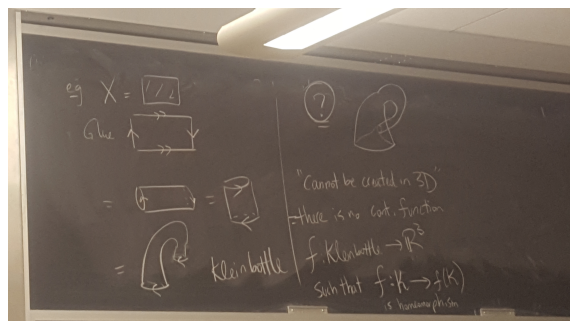 eg X =
Glue
=
=
= Klein bottle
?
"Cannot be created in 3D"
= there is no cont. function
f: Klein bottle → R³
such that f: K → f(K)
is homeomorphism